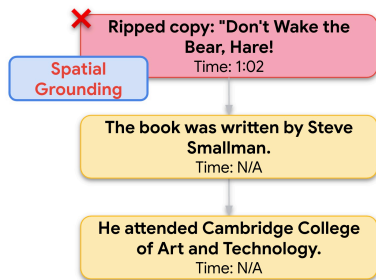 Ripped copy: "Don't Wake the
Bear, Hare!
Time: 1:02
Spatial
Grounding
The book was written by Steve
Smallman.
Time: N/A
He attended Cambridge College
of Art and Technology.
Time: N/A